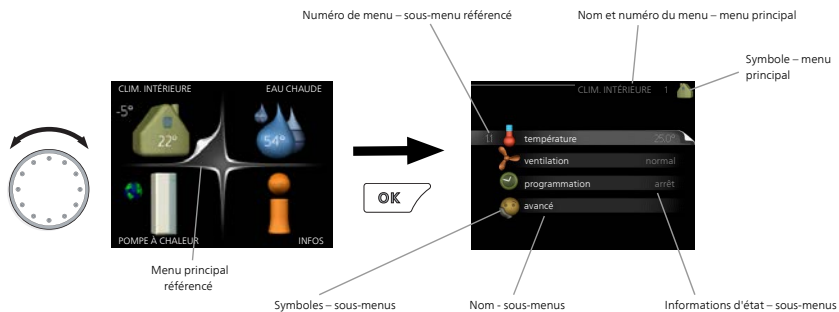 Numéro de menu – sous-menu référencé
Nom et numéro du menu – menu principal
Symbole – menu
principal
CLIM. INTÉRIEURE
EAU CHAUDE
-5°
22°
54°
POMPE À CHALEUR
INFOS
Menu principal
référencé
OK
CLIM. INTÉRIEURE 1
1.1 température 25.0°
ventilation normal
programmation arrêt
avancé
Symboles – sous-menus
Nom - sous-menus
Informations d'état – sous-menus